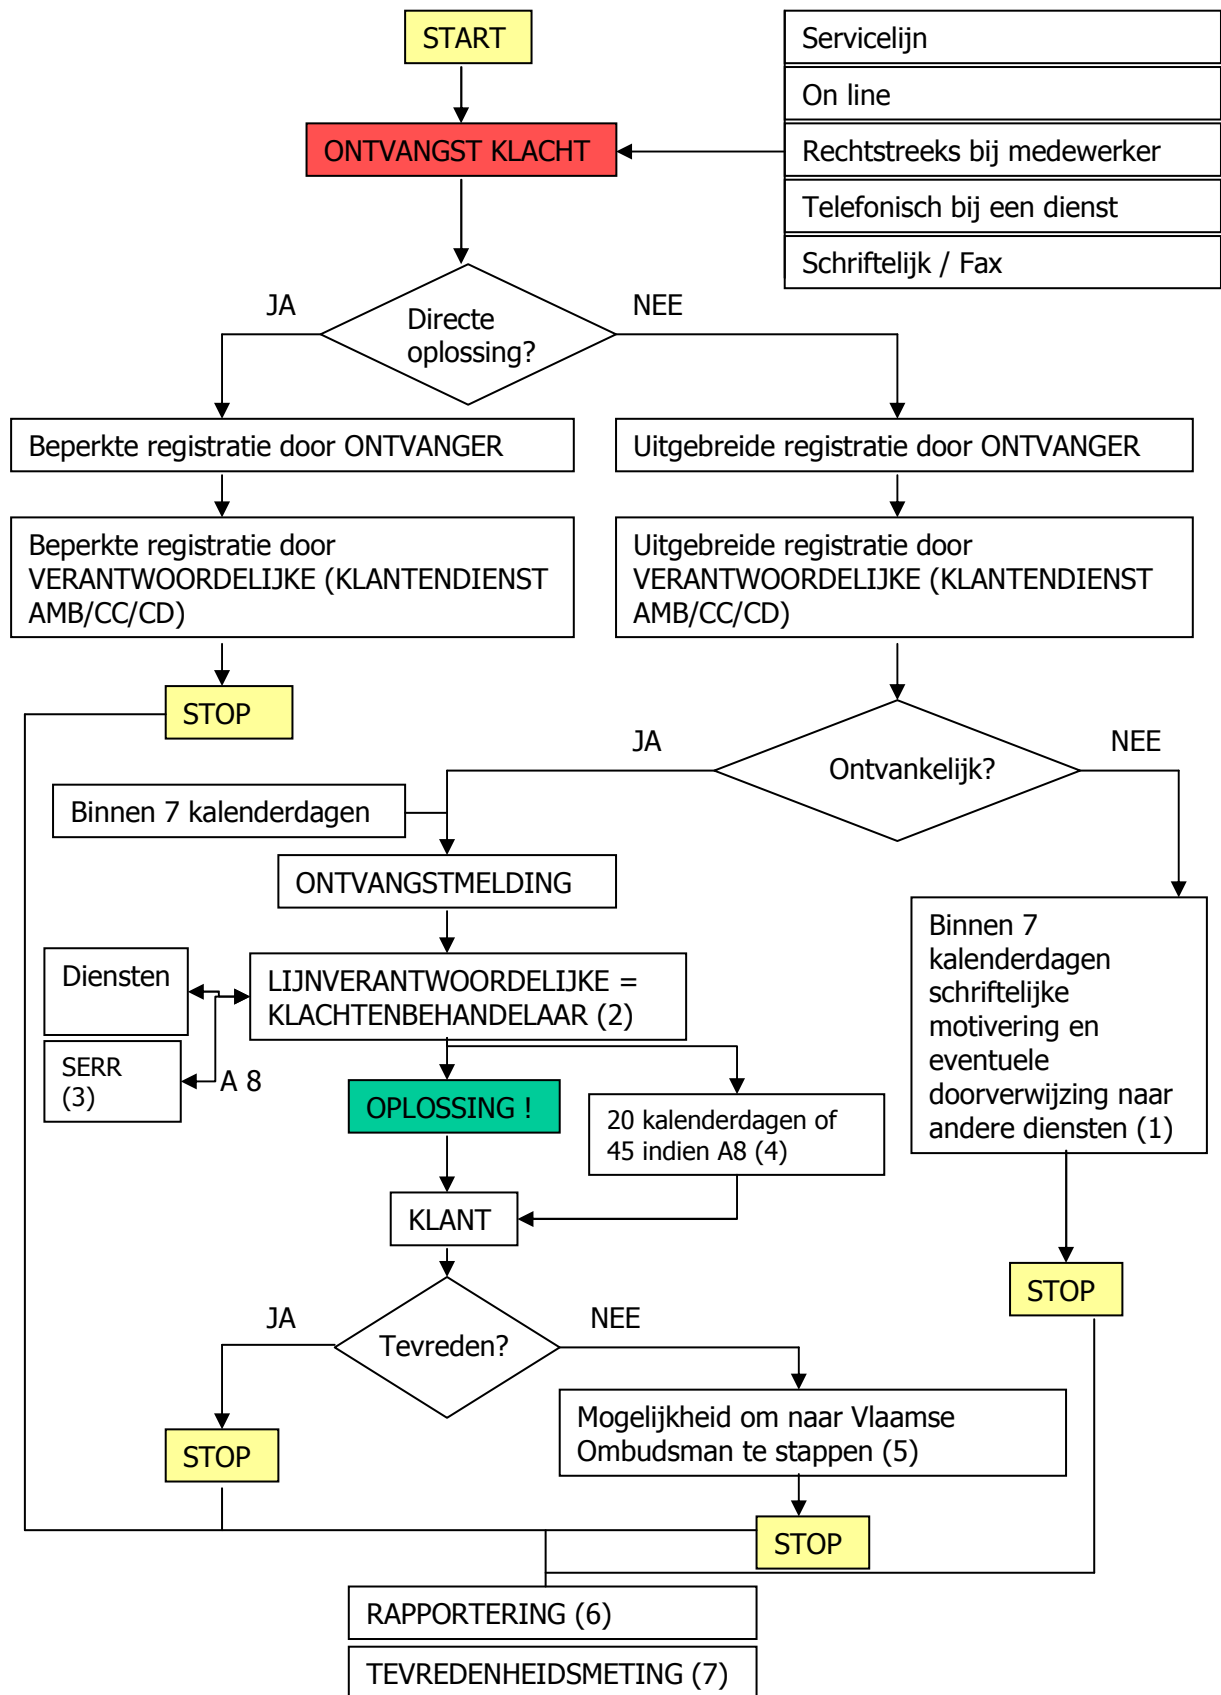 START
Servicelijn
On line
ONTVANGST KLACHT
Rechtstreeks bij medewerker
Telefonisch bij een dienst
Schriftelijk / Fax
JA
NEE
Directe
oplossing?
Beperkte registratie door ONTVANGER
Uitgebreide registratie door ONTVANGER
Beperkte registratie door
VERANTWOORDELIJKE (KLANTENDIENST
AMB/CC/CD)
Uitgebreide registratie door
VERANTWOORDELIJKE (KLANTENDIENST
AMB/CC/CD)
STOP
JA
NEE
Ontvankelijk?
Binnen 7 kalenderdagen
ONTVANGSTMELDING
Binnen 7
kalenderdagen
schriftelijke
motivering en
eventuele
doorverwijzing naar
andere diensten (1)
Diensten
LIJNVERANTWOORDELIJKE =
KLACHTENBEHANDELAAR (2)
SERR
(3)
A 8
OPLOSSING !
20 kalenderdagen of
45 indien A8 (4)
KLANT
STOP
JA
NEE
Tevreden?
Mogelijkheid om naar Vlaamse
Ombudsman te stappen (5)
STOP
STOP
RAPPORTERING (6)
TEVREDENHEIDSMETING (7)